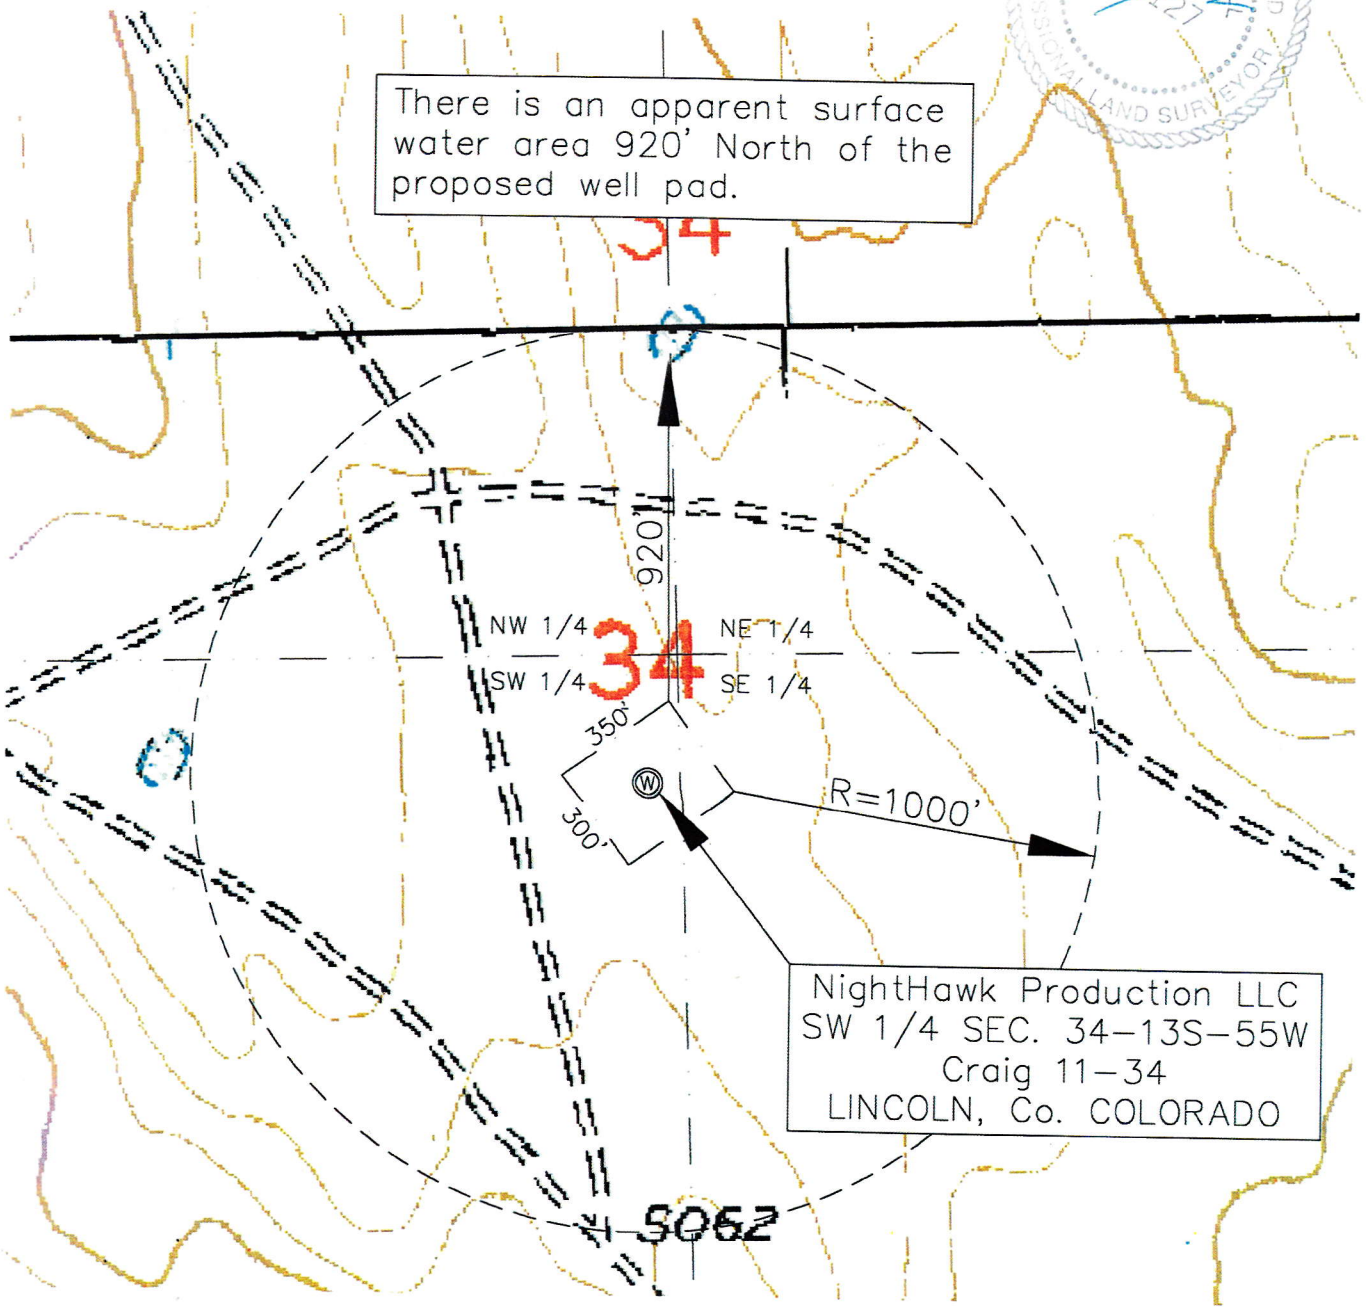 127
SSIONAL LAND SURVEYOR
There is an apparent surface
water area 920' North of the
proposed well pad.
34
920'
NW 1/4
NE 1/4
34
SW 1/4
SE 1/4
350'
W
R=1000'
300'
NightHawk Production LLC
SW 1/4 SEC. 34-13S-55W
Craig 11-34
LINCOLN, Co. COLORADO
5062